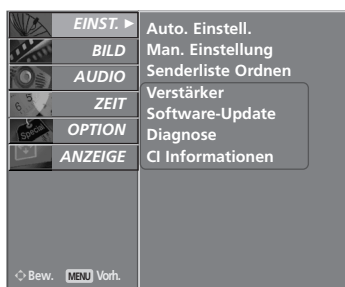 EINST. ►
BILD
AUDIO
ZEIT
OPTION
ANZEIGE
Auto. Einstell.
Man. Einstellung
Senderliste Ordnen
Verstärker
Software-Update
Diagnose
CI Informationen
Bew. MENU Vorh.